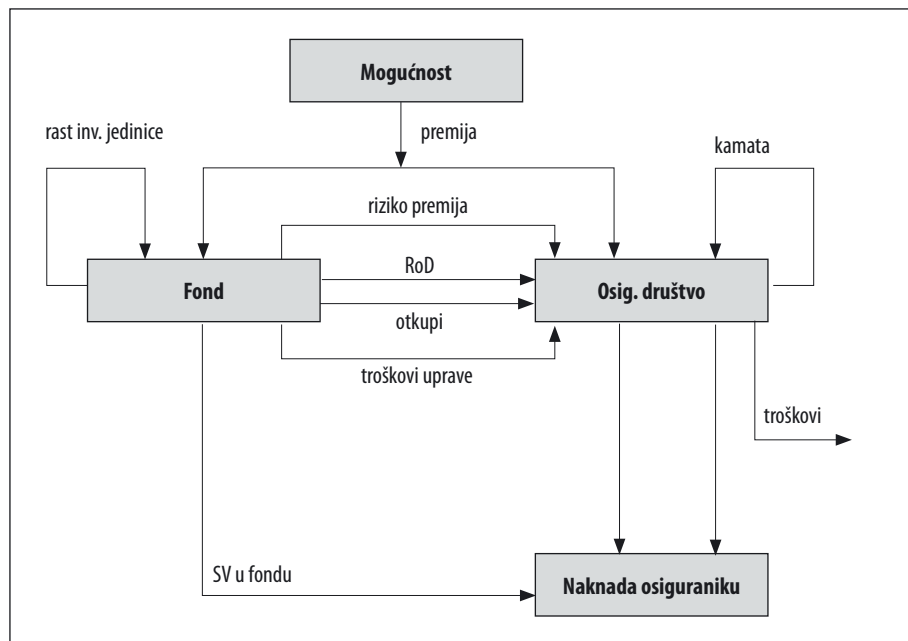 Mogućnost
rast inv. jedinice
premija
kamata
riziko premija
RoD
Fond
Osig. društvo
otkupi
troškovi uprave
troškovi
SV u fondu
Naknada osiguraniku